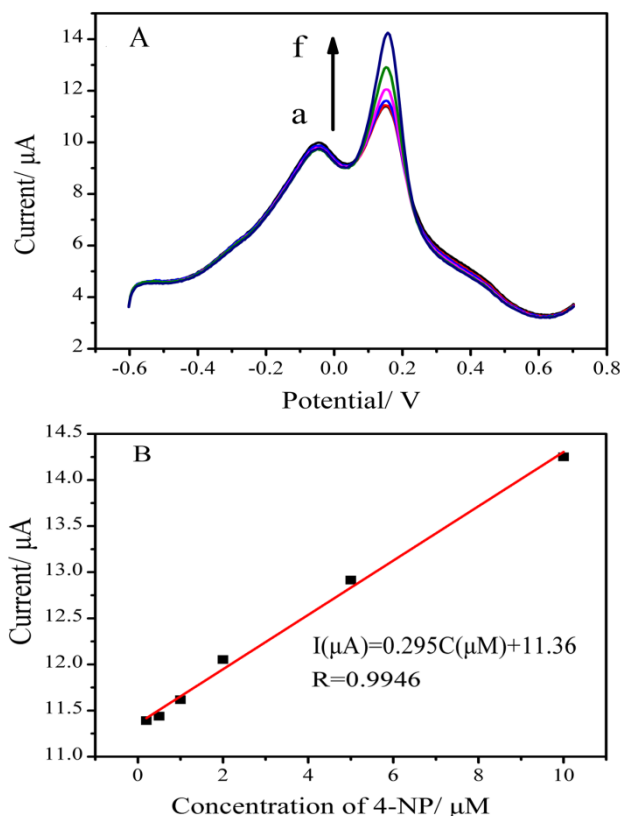 A
f
a
14
12
10
8
6
4
2
Current/ μA
-0.6
-0.4
-0.2
0.0
0.2
0.4
0.6
0.8
Potential/ V
B
14.5
14.0
13.5
13.0
12.5
12.0
11.5
11.0
Current/ μA
I(μA)=0.295C(μM)+11.36
R=0.9946
0
2
4
6
8
10
Concentration of 4-NP/ μM